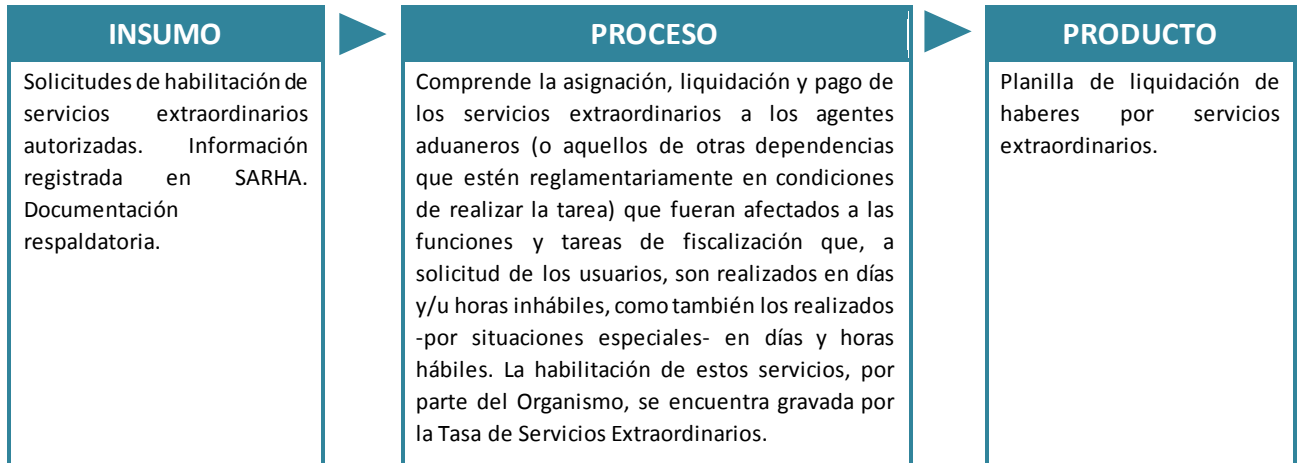 INSUMO
Solicitudes de habilitación de
servicios extraordinarios
autorizadas. Información
registrada en SARHA.
Documentación
respaldatoria.
PROCESO
Comprende la asignación, liquidación y pago de
los servicios extraordinarios a los agentes
aduaneros (o aquellos de otras dependencias
que estén reglamentariamente en condiciones
de realizar la tarea) que fueran afectados a las
funciones y tareas de fiscalización que, a
solicitud de los usuarios, son realizados en días
y/u horas inhábiles, como también los realizados
-por situaciones especiales- en días y horas
hábiles. La habilitación de estos servicios, por
parte del Organismo, se encuentra gravada por
la Tasa de Servicios Extraordinarios.
PRODUCTO
Planilla de liquidación de
haberes por servicios
extraordinarios.